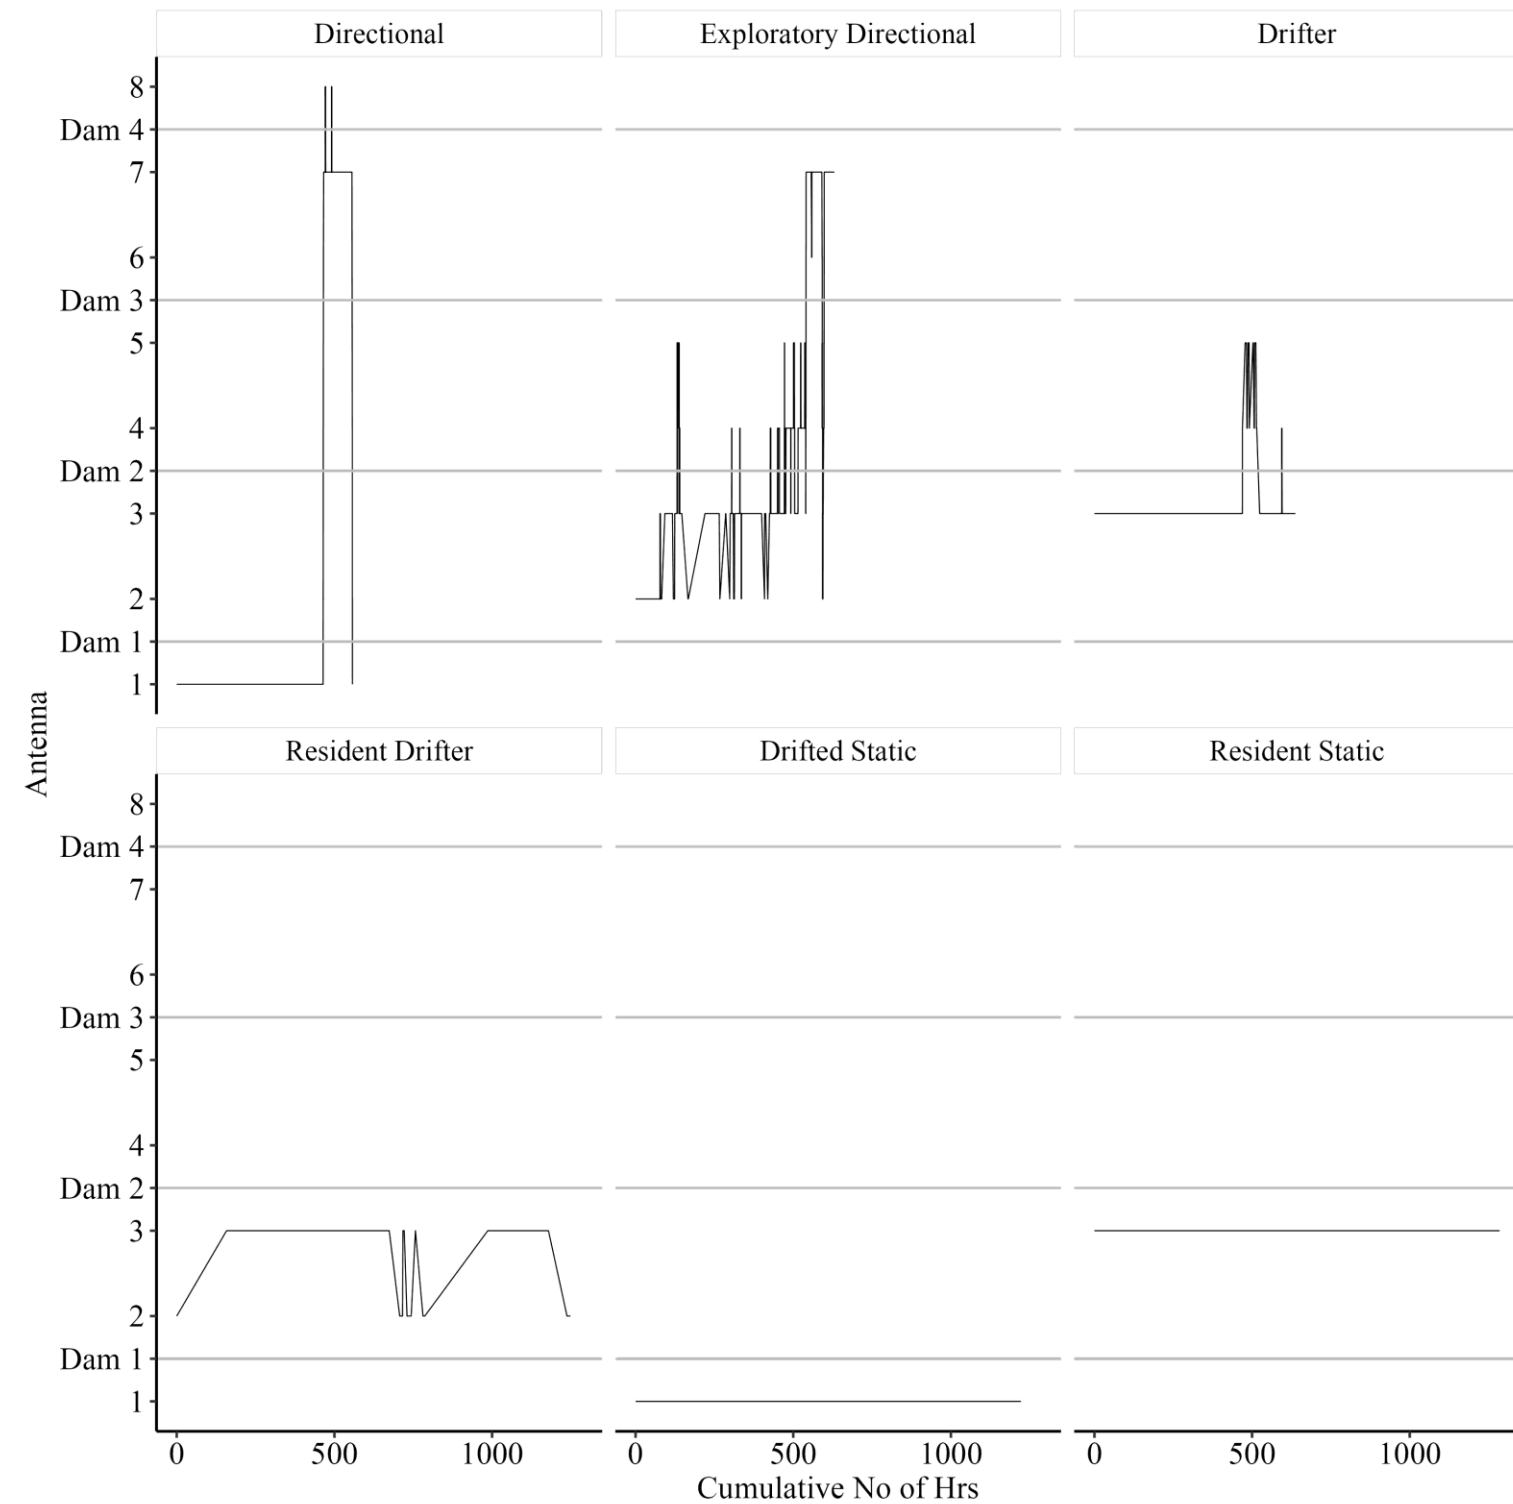 Directional Exploratory Directional Drifter
8
Dam 4
7
6
Dam 3
5
4
Dam 2
3
2
Dam 1
1
Antenna
Resident Drifter Drifted Static Resident Static
8
Dam 4
7
6
Dam 3
5
4
Dam 2
3
2
Dam 1
1
0 500 1000 0 500 1000 0 500 1000
Cumulative No of Hrs